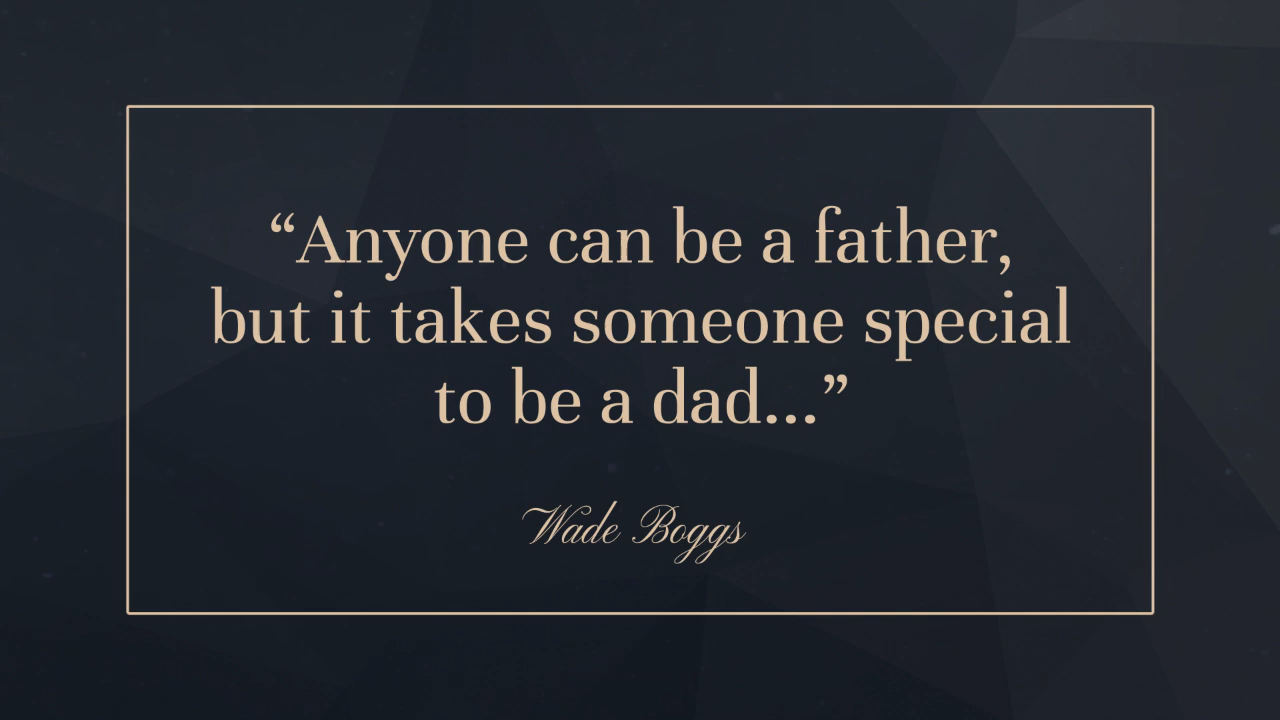 “Anyone can be a father,
but it takes someone special
to be a dad...”
Wade Boggs